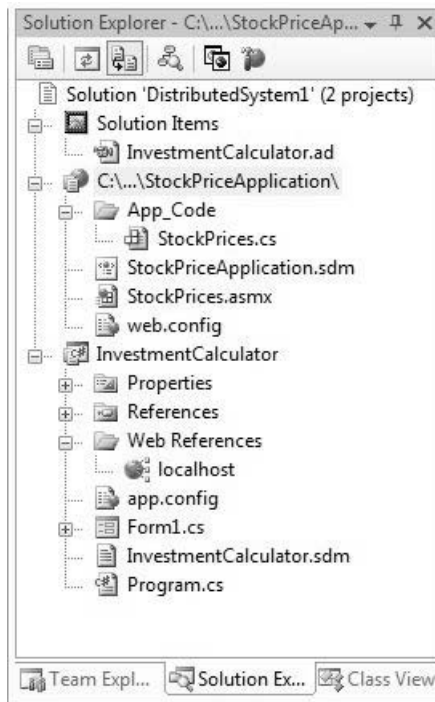 Solution Explorer - C:\...\StockPriceAp...
Solution 'DistributedSystem1' (2 projects)
Solution Items
InvestmentCalculator.ad
C:\...\StockPriceApplication\
App_Code
StockPrices.cs
StockPriceApplication.sdm
StockPrices.asmx
web.config
InvestmentCalculator
Properties
References
Web References
localhost
app.config
Form1.cs
InvestmentCalculator.sdm
Program.cs
Team Expl... Solution Ex... Class View